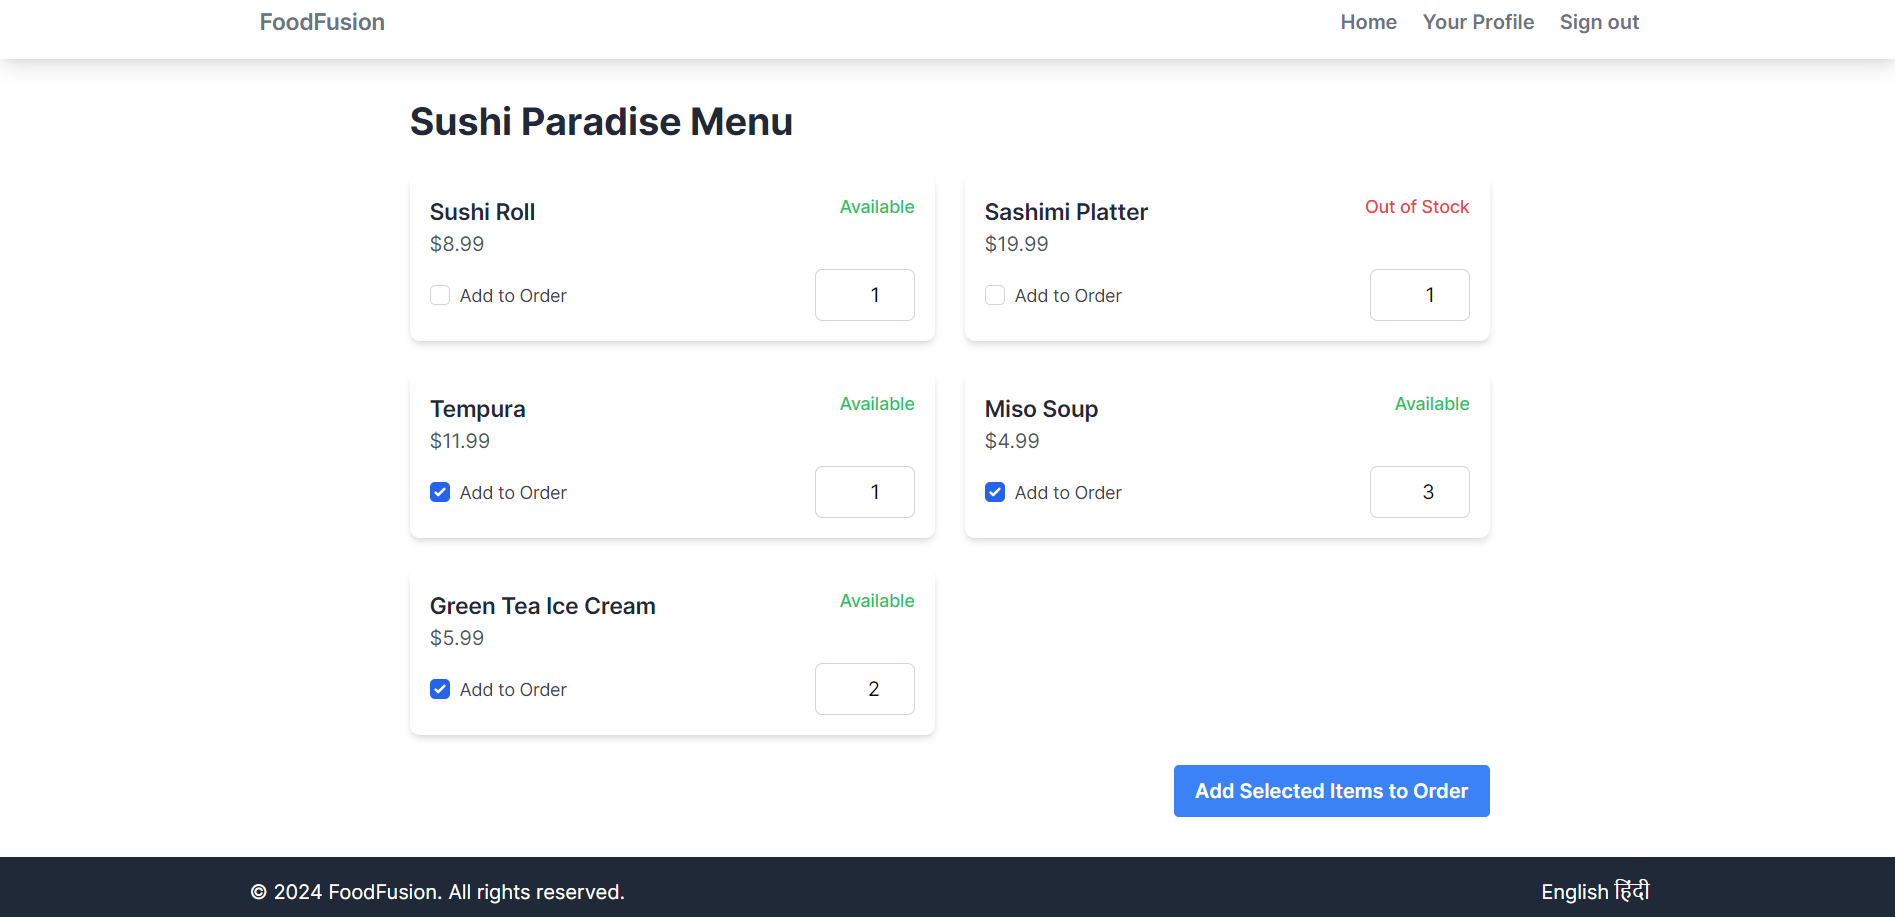 FoodFusion
Home Your Profile Sign out
Sushi Paradise Menu
Sushi Roll
Available
$8.99
Add to Order
1
Sashimi Platter
Out of Stock
$19.99
Add to Order
1
Tempura
Available
$11.99
Add to Order
1
Miso Soup
Available
$4.99
Add to Order
3
Green Tea Ice Cream
Available
$5.99
Add to Order
2
Add Selected Items to Order
© 2024 FoodFusion. All rights reserved.
English हिंदी